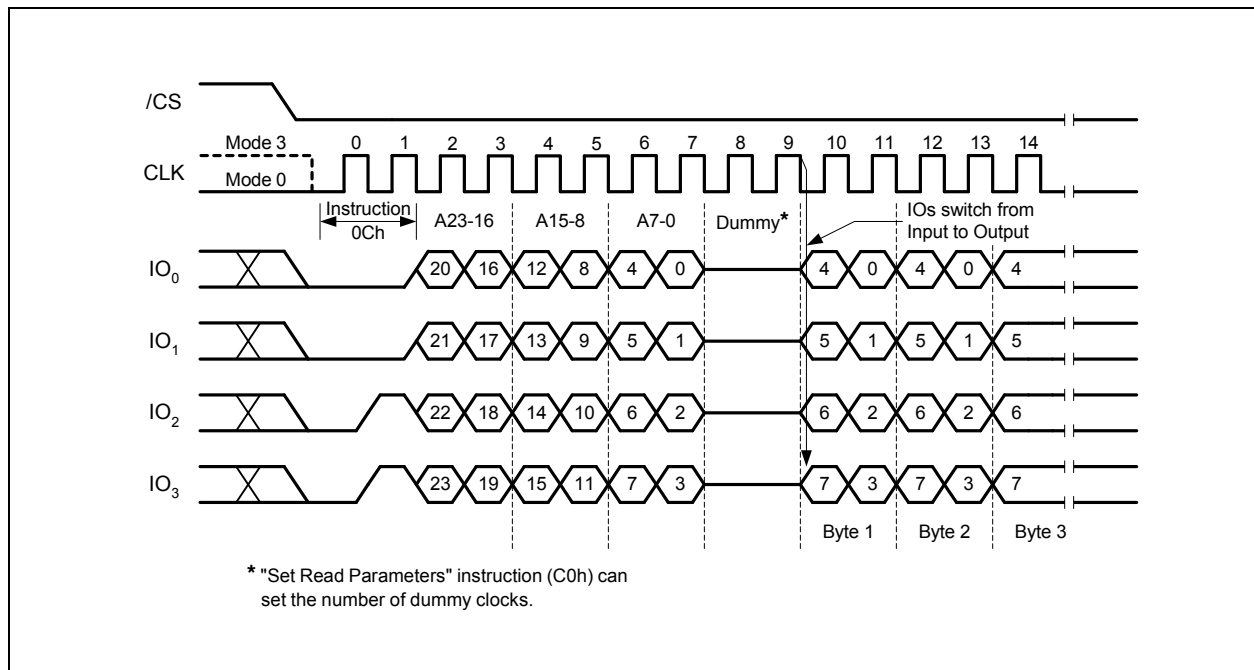 /CS
Mode 3
0 1 2 3 4 5 6 7 8 9 10 11 12 13 14
CLK
Mode 0
Instruction
0Ch
A23-16 A15-8 A7-0 Dummy*
IOs switch from
Input to Output
IO0 20 16 12 8 4 0 4 0 4 0 4
IO1 21 17 13 9 5 1 5 1 5 1 5
IO2 22 18 14 10 6 2 6 2 6 2 6
IO3 23 19 15 11 7 3 7 3 7 3 7
Byte 1 Byte 2 Byte 3
* "Set Read Parameters" instruction (C0h) can
set the number of dummy clocks.